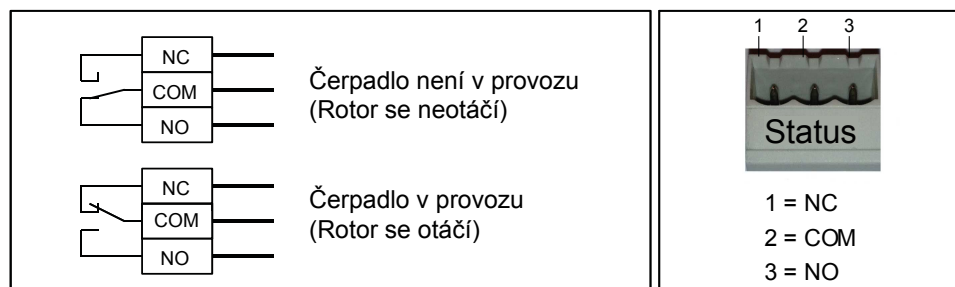 NC
COM
NO
Čerpadlo není v provozu
(Rotor se neotáčí)
NC
COM
NO
Čerpadlo v provozu
(Rotor se otáčí)
1 2 3
Status
1 = NC
2 = COM
3 = NO